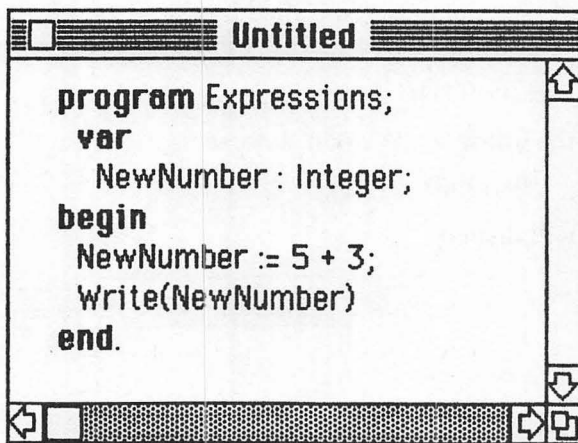 Untitled
program Expressions;
var
NewNumber : Integer;
begin
NewNumber := 5 + 3;
Write(NewNumber)
end.